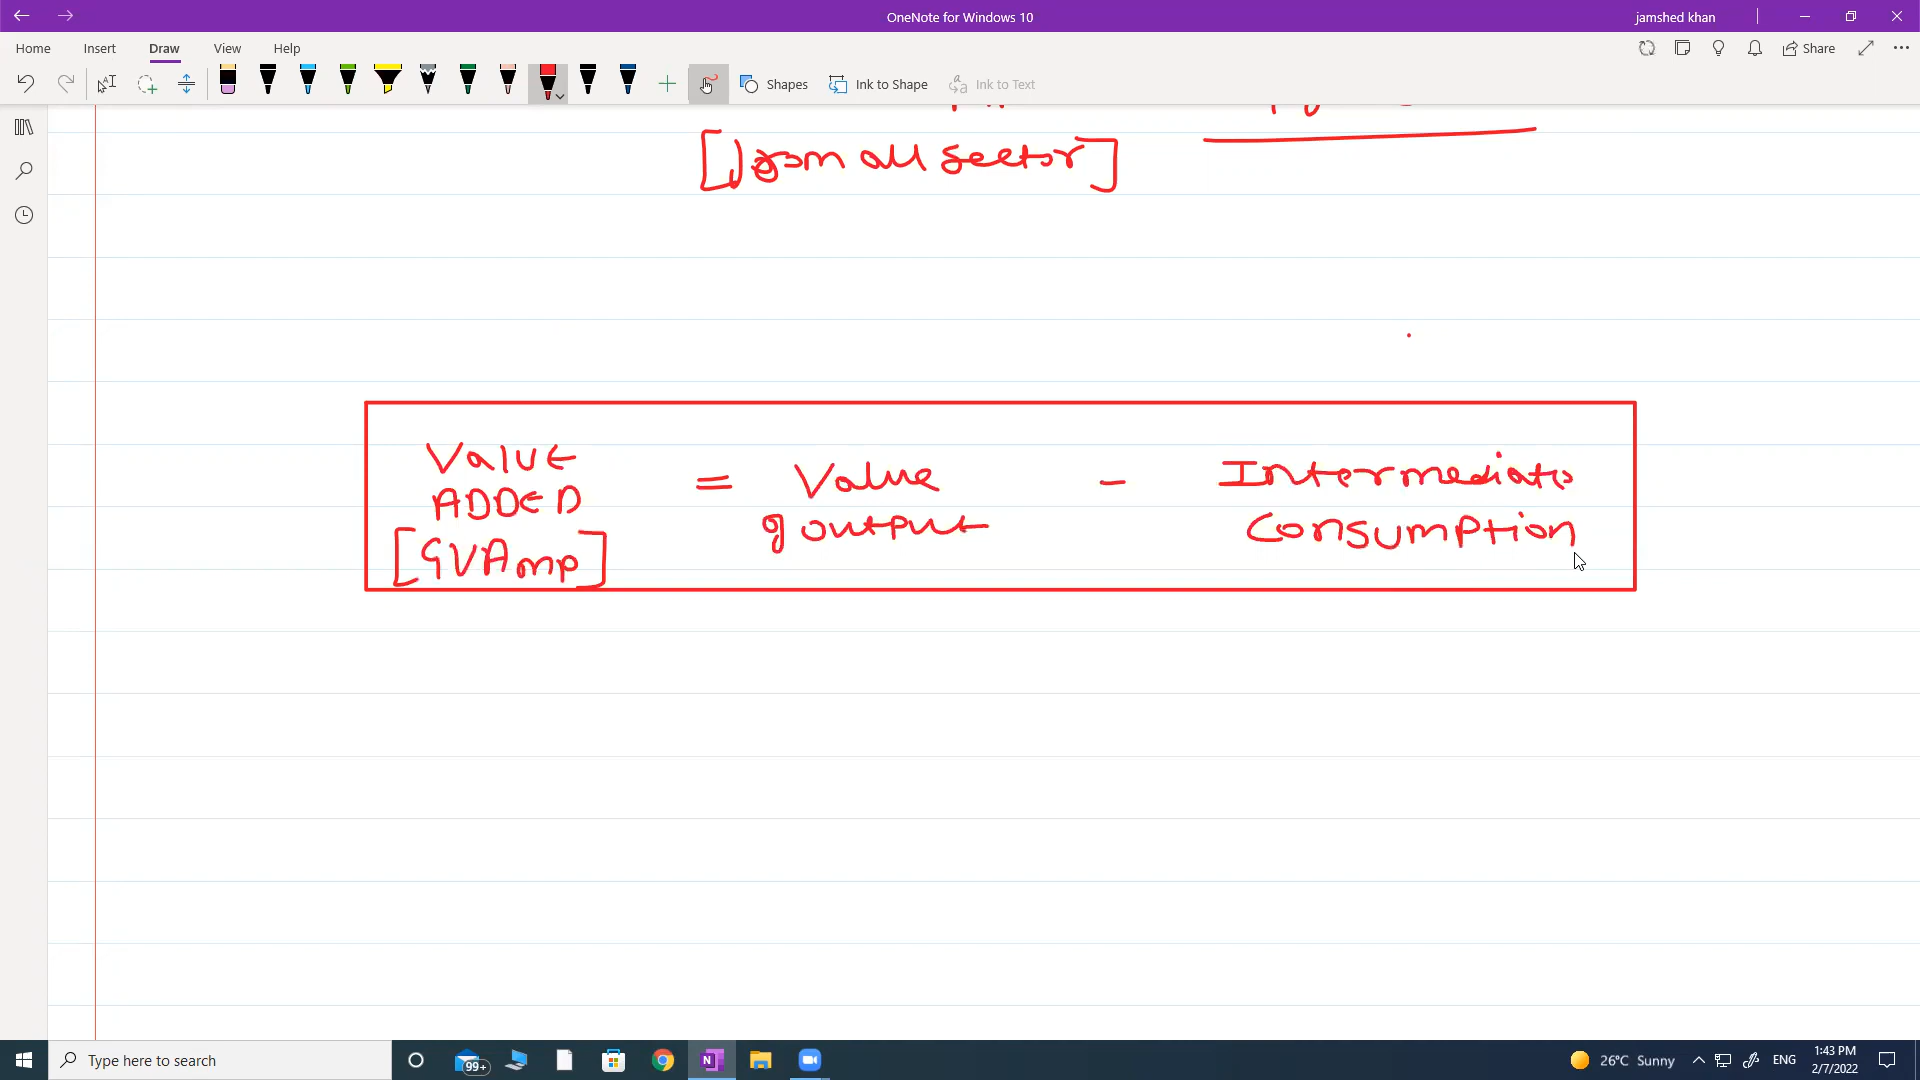 OneNote for Windows 10
jamshed khan
Home Insert Draw View Help
Share
Shapes Ink to Shape Ink to Text
[from all sector]
VALUE ADDED [GVAmp] = Value of output - Intermediate Consumption
Type here to search
99+
N
26°C Sunny
ENG
1:43 PM
2/7/2022